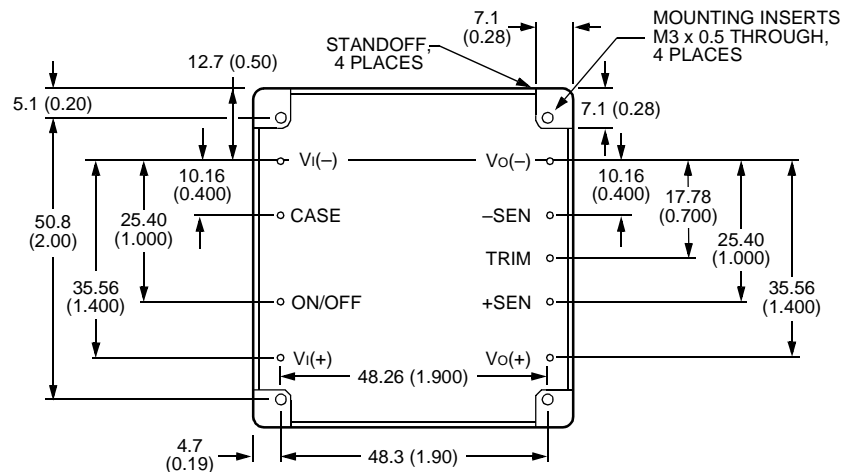 7.1
(0.28)
MOUNTING INSERTS
M3 x 0.5 THROUGH,
4 PLACES
STANDOFF,
4 PLACES
12.7 (0.50)
5.1 (0.20)
7.1 (0.28)
VI(–)
VO(–)
10.16
(0.400)
10.16
(0.400)
17.78
(0.700)
50.8
(2.00)
25.40
(1.000)
CASE
–SEN
25.40
(1.000)
TRIM
35.56
(1.400)
35.56
(1.400)
ON/OFF
+SEN
VI(+)
VO(+)
48.26 (1.900)
4.7
(0.19)
48.3 (1.90)